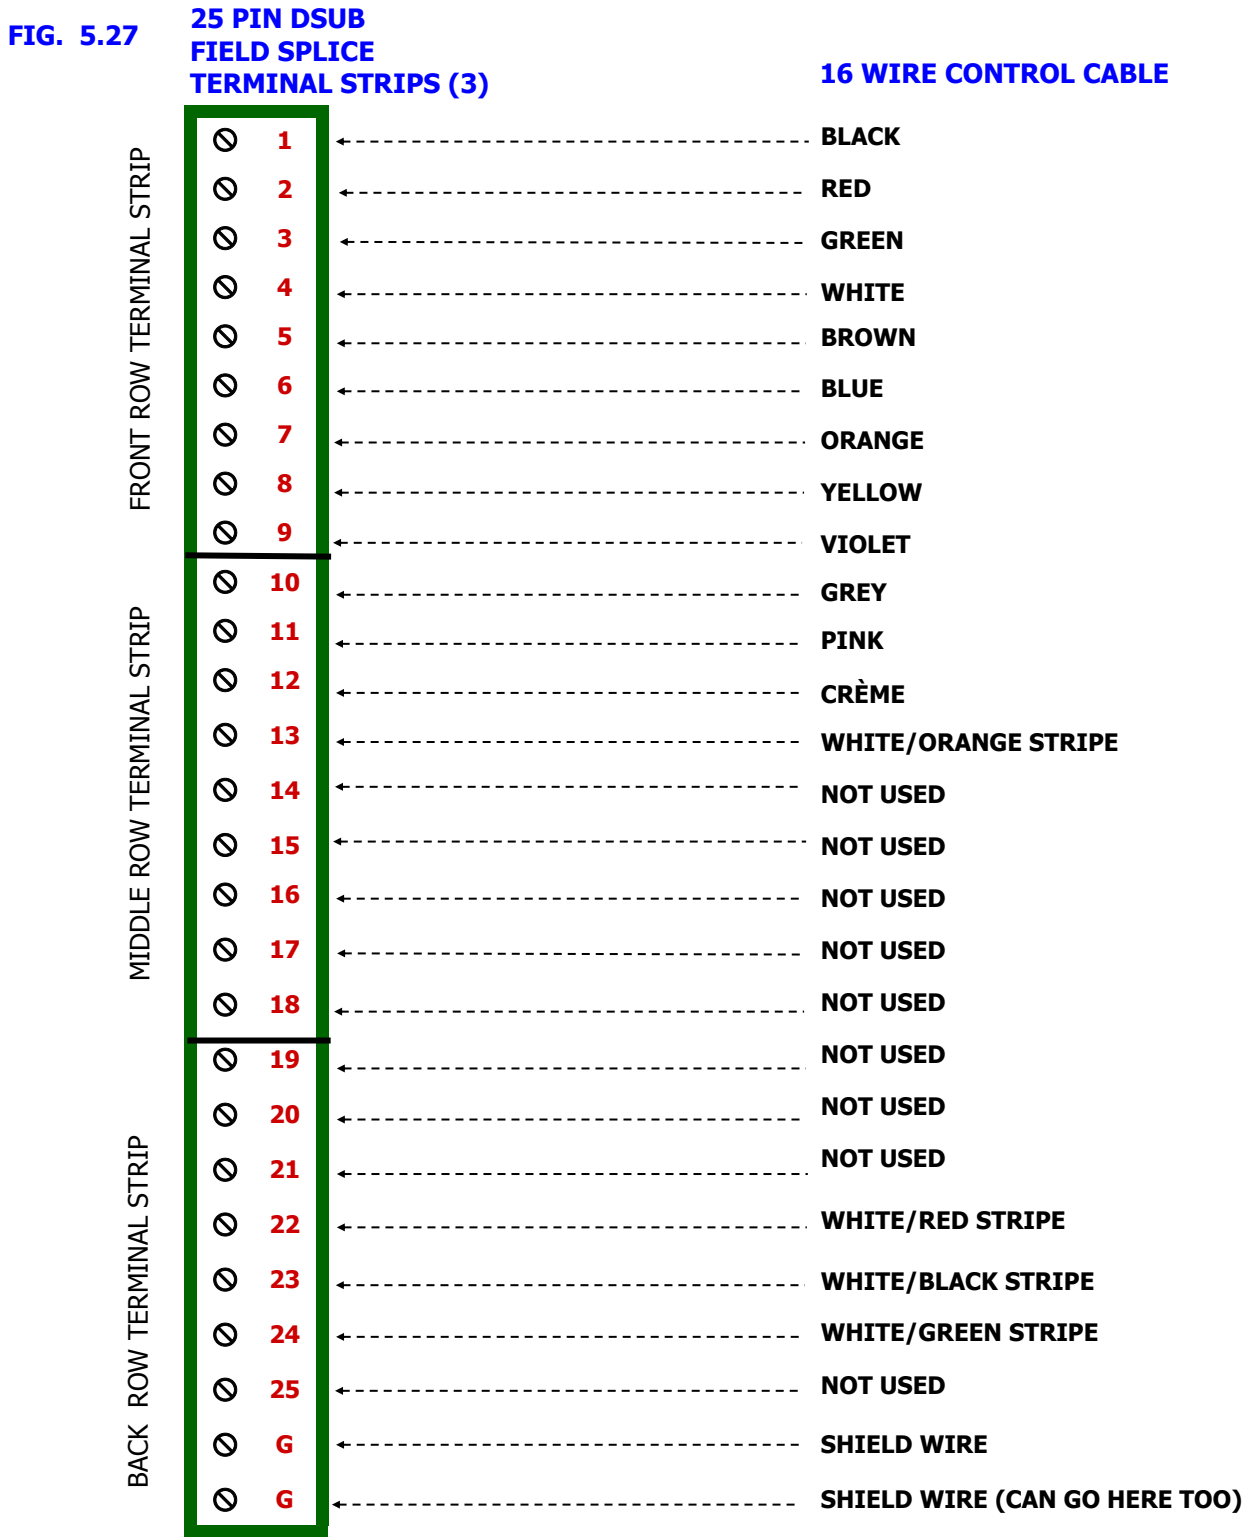 FIG. 5.27
25 PIN DSUB
FIELD SPLICE
TERMINAL STRIPS (3)
16 WIRE CONTROL CABLE
FRONT ROW TERMINAL STRIP
1 BLACK
2 RED
3 GREEN
4 WHITE
5 BROWN
6 BLUE
7 ORANGE
8 YELLOW
9 VIOLET
MIDDLE ROW TERMINAL STRIP
10 GREY
11 PINK
12 CRÈME
13 WHITE/ORANGE STRIPE
14 NOT USED
15 NOT USED
16 NOT USED
17 NOT USED
18 NOT USED
BACK ROW TERMINAL STRIP
19 NOT USED
20 NOT USED
21 NOT USED
22 WHITE/RED STRIPE
23 WHITE/BLACK STRIPE
24 WHITE/GREEN STRIPE
25 NOT USED
G SHIELD WIRE
G SHIELD WIRE (CAN GO HERE TOO)